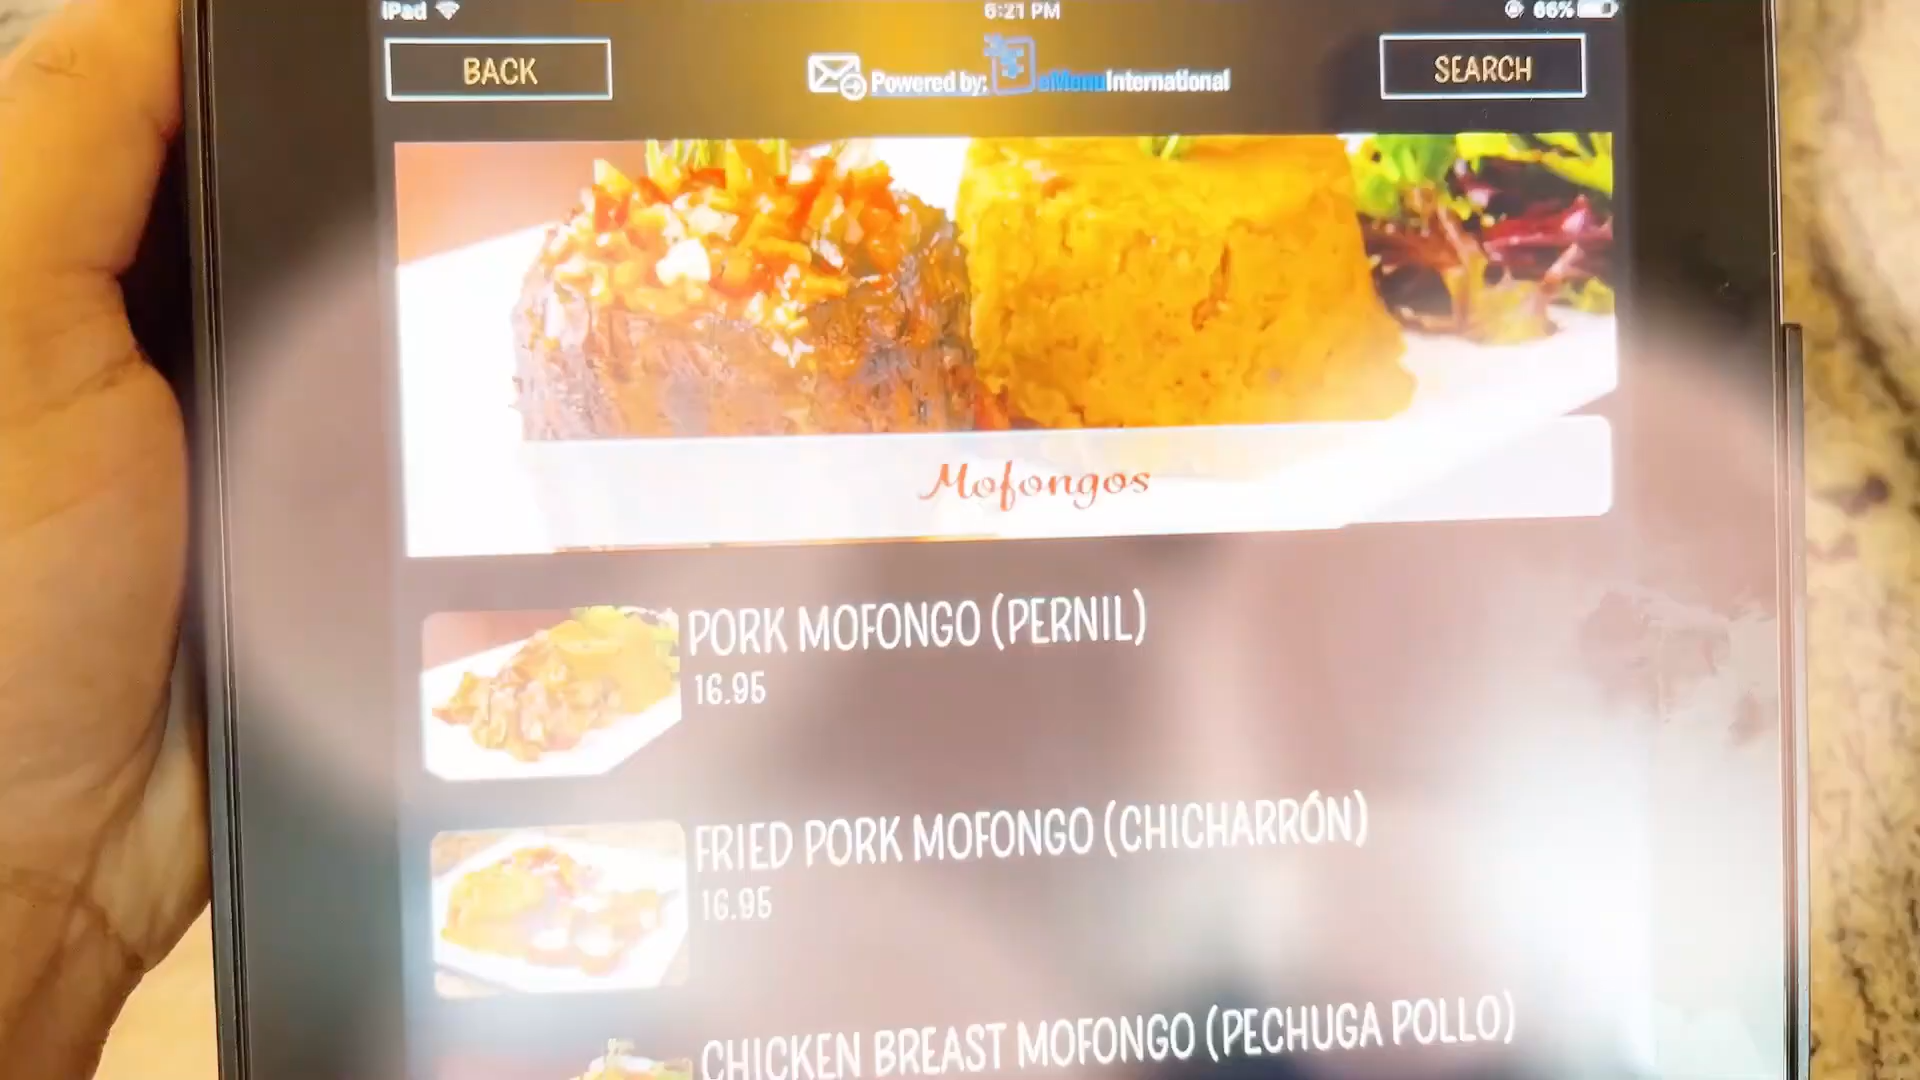 iPad 6:21 PM 66%
BACK
Powered by: eMenuInternational
SEARCH
Mofongos
PORK MOFONGO (PERNIL)
16.95
FRIED PORK MOFONGO (CHICHARRÓN)
16.95
CHICKEN BREAST MOFONGO (PECHUGA POLLO)